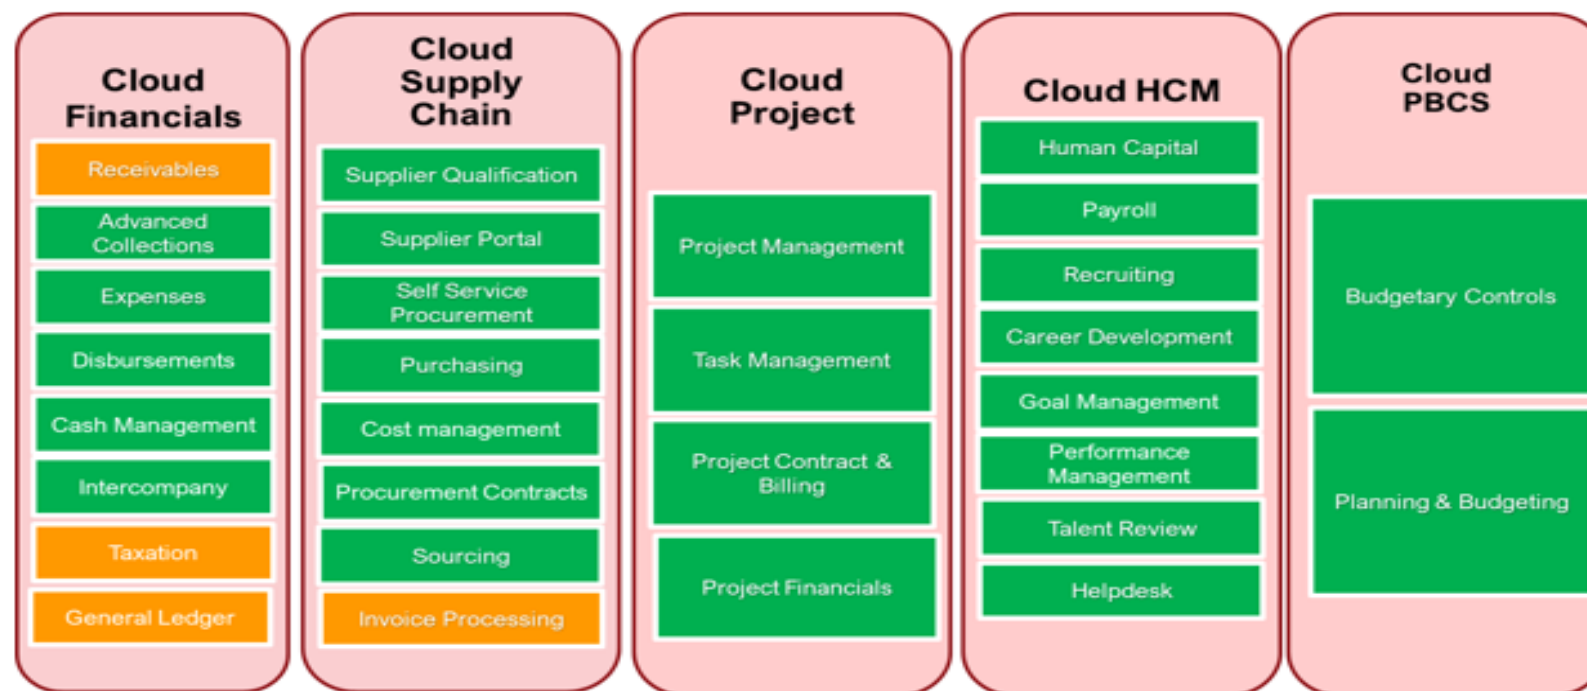 Cloud
Financials
Receivables
Advanced
Collections
Expenses
Disbursements
Cash Management
Intercompany
Taxation
General Ledger
Cloud
Supply
Chain
Supplier Qualification
Supplier Portal
Self Service
Procurement
Purchasing
Cost management
Procurement Contracts
Sourcing
Invoice Processing
Cloud
Project
Project Management
Task Management
Project Contract &
Billing
Project Financials
Cloud HCM
Human Capital
Payroll
Recruiting
Career Development
Goal Management
Performance
Management
Talent Review
Helpdesk
Cloud
PBCS
Budgetary Controls
Planning & Budgeting